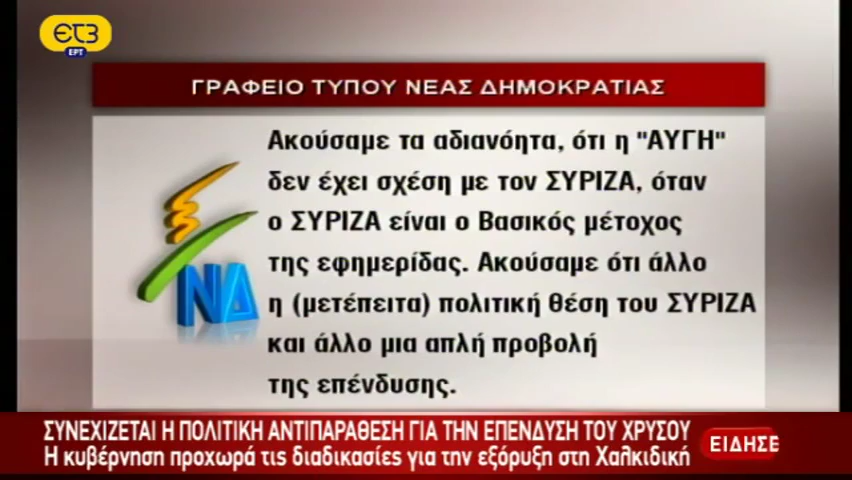 ετ3
ΕΡΤ
ΓΡΑΦΕΙΟ ΤΥΠΟΥ ΝΕΑΣ ΔΗΜΟΚΡΑΤΙΑΣ
Ακούσαμε τα αδιανόητα, ότι η "ΑΥΓΗ"
δεν έχει σχέση με τον ΣΥΡΙΖΑ, όταν
ο ΣΥΡΙΖΑ είναι ο Βασικός μέτοχος
της εφημερίδας. Ακούσαμε ότι άλλο
η (μετέπειτα) πολιτική θέση του ΣΥΡΙΖΑ
και άλλο μια απλή προβολή
της επένδυσης.
ΝΔ
ΣΥΝΕΧΙΖΕΤΑΙ Η ΠΟΛΙΤΙΚΗ ΑΝΤΙΠΑΡΑΘΕΣΗ ΓΙΑ ΤΗΝ ΕΠΕΝΔΥΣΗ ΤΟΥ ΧΡΥΣΟΥ
Η κυβέρνηση προχωρά τις διαδικασίες για την εξόρυξη στη Χαλκιδική
ΕΙΔΗΣΕ